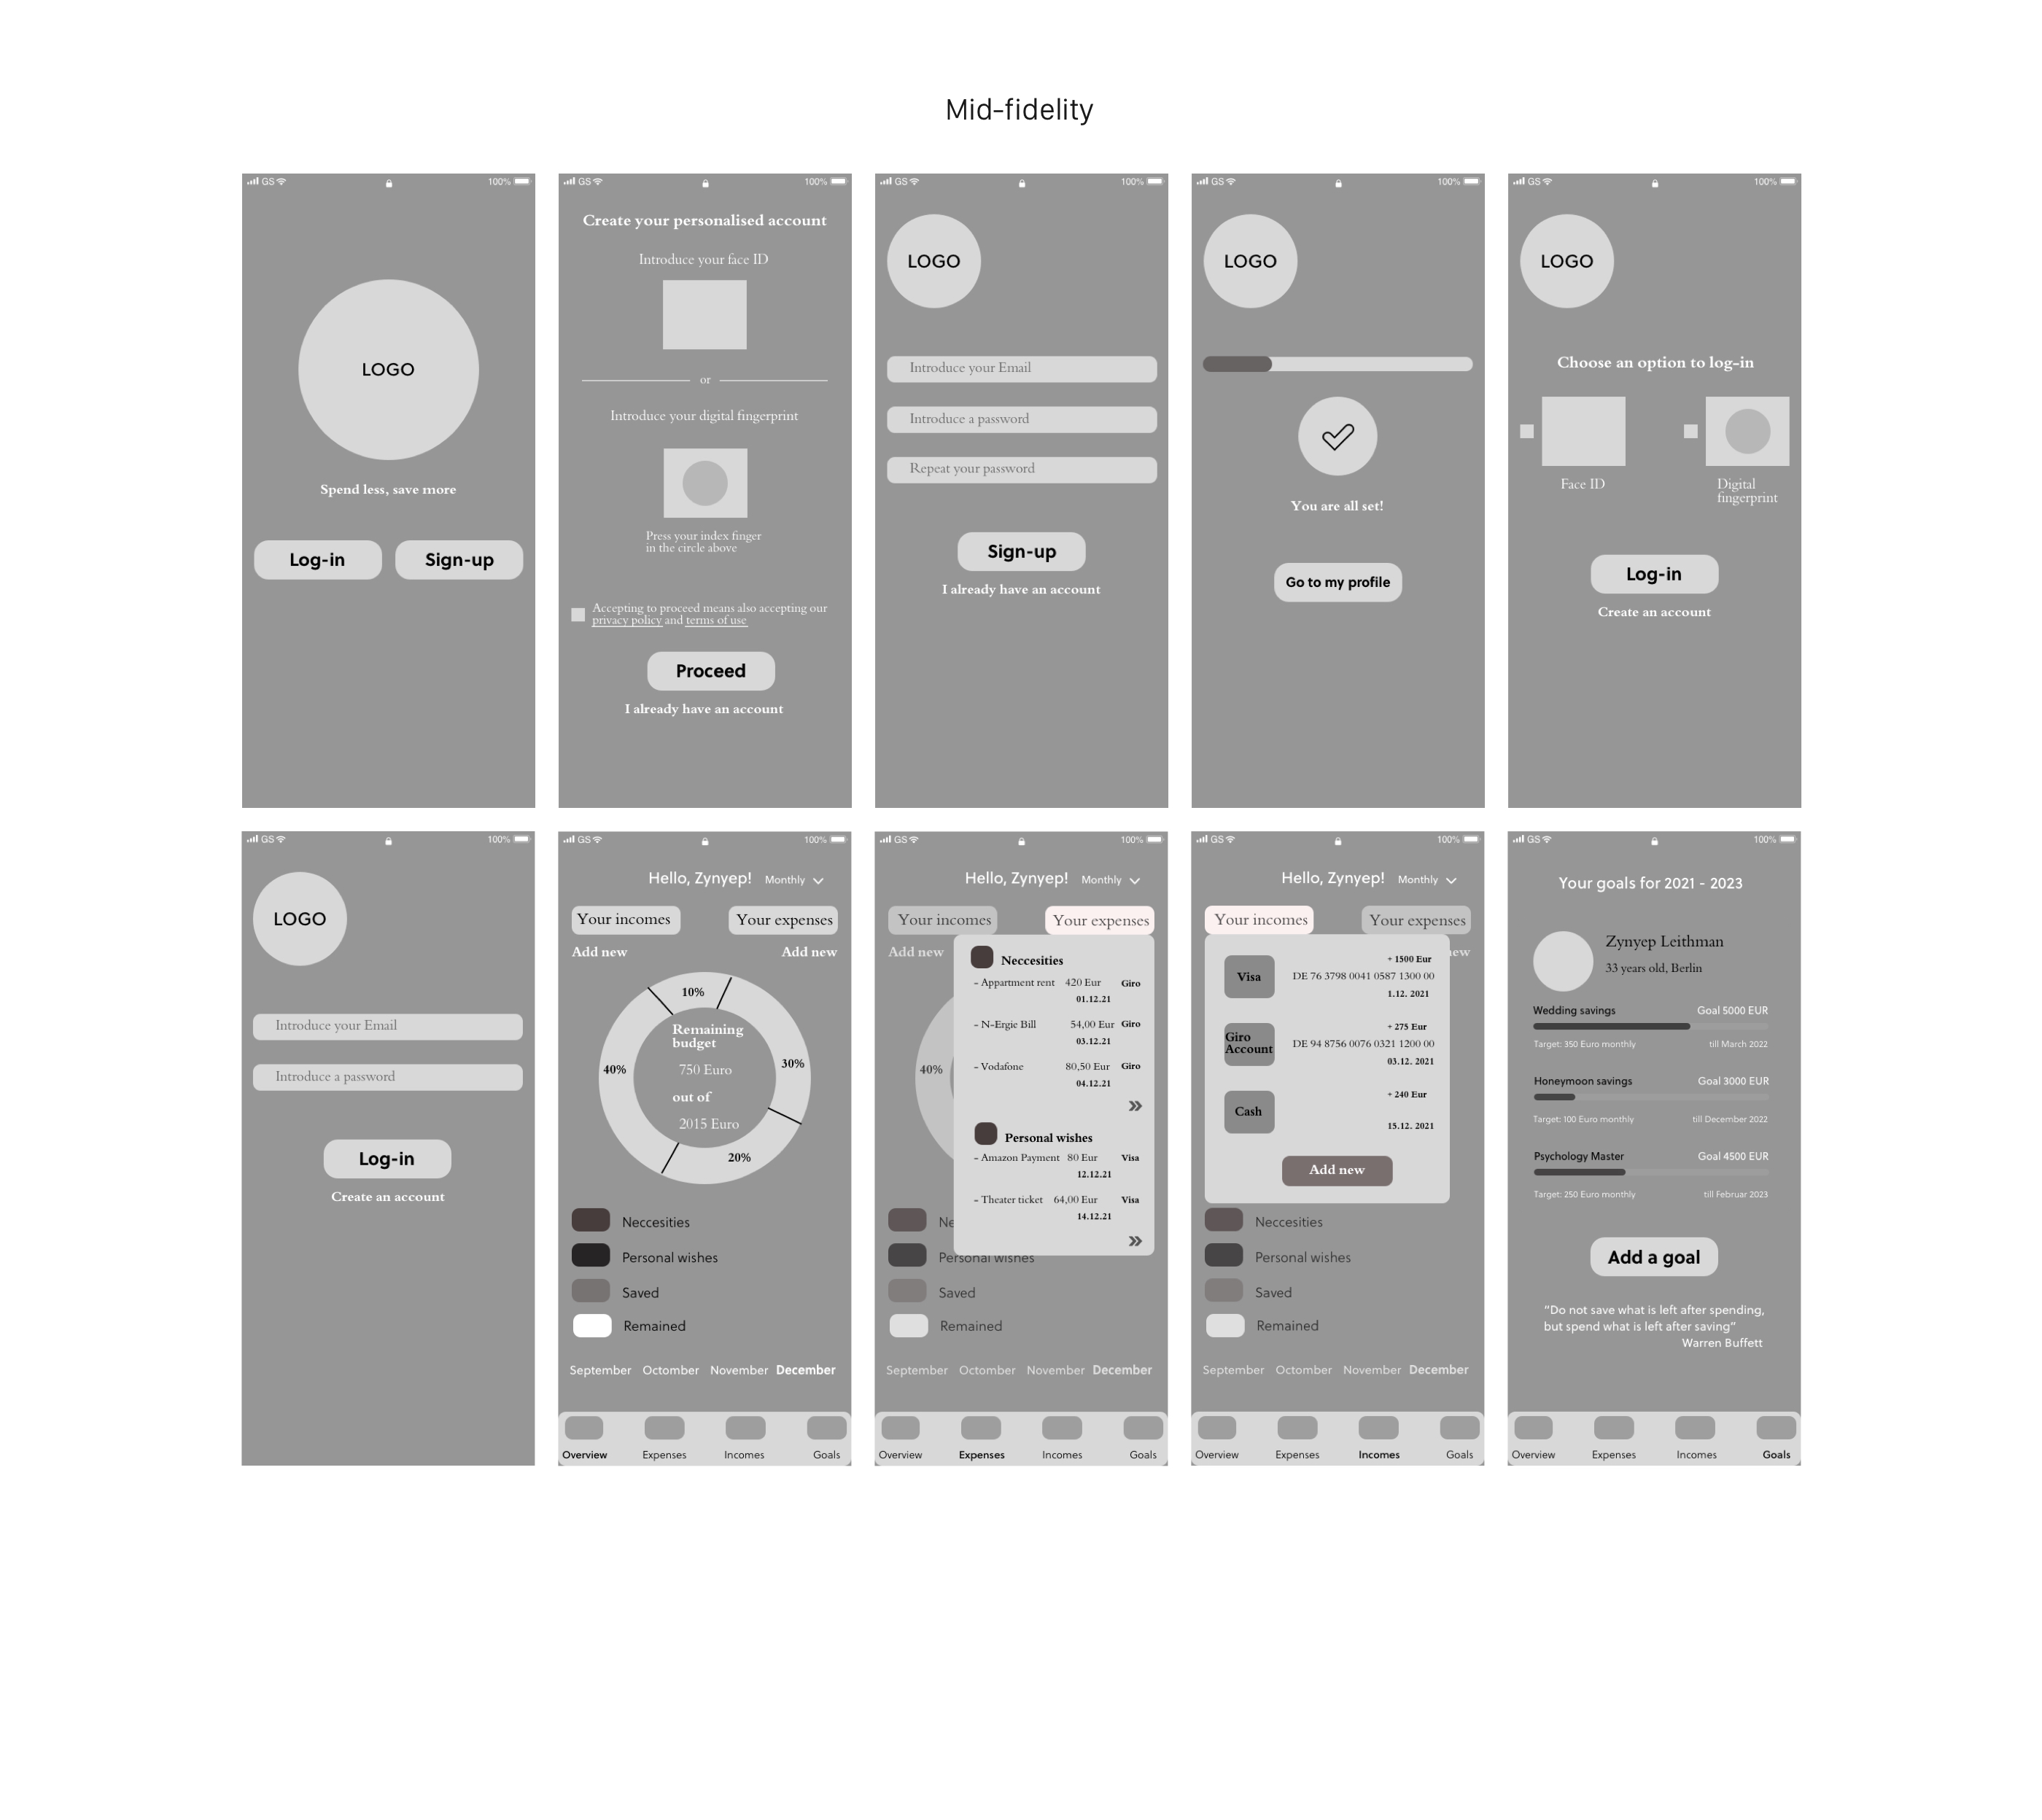 Mid-fidelity
GS 100%
LOGO
Spend less, save more
Log-in Sign-up
GS 100%
Create your personalised account
Introduce your face ID
or
Introduce your digital fingerprint
Press your index finger
in the circle above
Accepting to proceed means also accepting our
privacy policy and terms of use
Proceed
I already have an account
GS 100%
LOGO
Introduce your Email
Introduce a password
Repeat your password
Sign-up
I already have an account
GS 100%
LOGO
You are all set!
Go to my profile
GS 100%
LOGO
Choose an option to log-in
Face ID
Digital
fingerprint
Log-in
Create an account
GS 100%
LOGO
Introduce your Email
Introduce a password
Log-in
Create an account
GS 100%
Hello, Zynyep! Monthly
Your incomes Your expenses
Add new Add new
10%
30%
20%
40%
Remaining
budget
750 Euro
out of
2015 Euro
Neccesities
Personal wishes
Saved
Remained
September Octomber November December
Overview Expenses Incomes Goals
GS 100%
Hello, Zynyep! Monthly
Your incomes Your expenses
Add new
40%
Neccesities
- Appartment rent 420 Eur Giro
01.12.21
- N-Ergie Bill 54,00 Eur Giro
03.12.21
- Vodafone 80,50 Eur Giro
04.12.21
»
Personal wishes
- Amazon Payment 80 Eur Visa
12.12.21
- Theater ticket 64,00 Eur Visa
14.12.21
»
Ne
Personal wishes
Saved
Remained
September Octomber November December
Overview Expenses Incomes Goals
GS 100%
Hello, Zynyep! Monthly
Your incomes Your expenses
new
+ 1500 Eur
Visa DE 76 3798 0041 0587 1300 00
1.12. 2021
+ 275 Eur
Giro
Account DE 94 8756 0076 0321 1200 00
03.12. 2021
+ 240 Eur
Cash
15.12. 2021
Add new
Neccesities
Personal wishes
Saved
Remained
September Octomber November December
Overview Expenses Incomes Goals
GS 100%
Your goals for 2021 - 2023
Zynyep Leithman
33 years old, Berlin
Wedding savings Goal 5000 EUR
Target: 350 Euro monthly till March 2022
Honeymoon savings Goal 3000 EUR
Target: 100 Euro monthly till December 2022
Psychology Master Goal 4500 EUR
Target: 250 Euro monthly till Februar 2023
Add a goal
“Do not save what is left after spending,
but spend what is left after saving”
Warren Buffett
Overview Expenses Incomes Goals